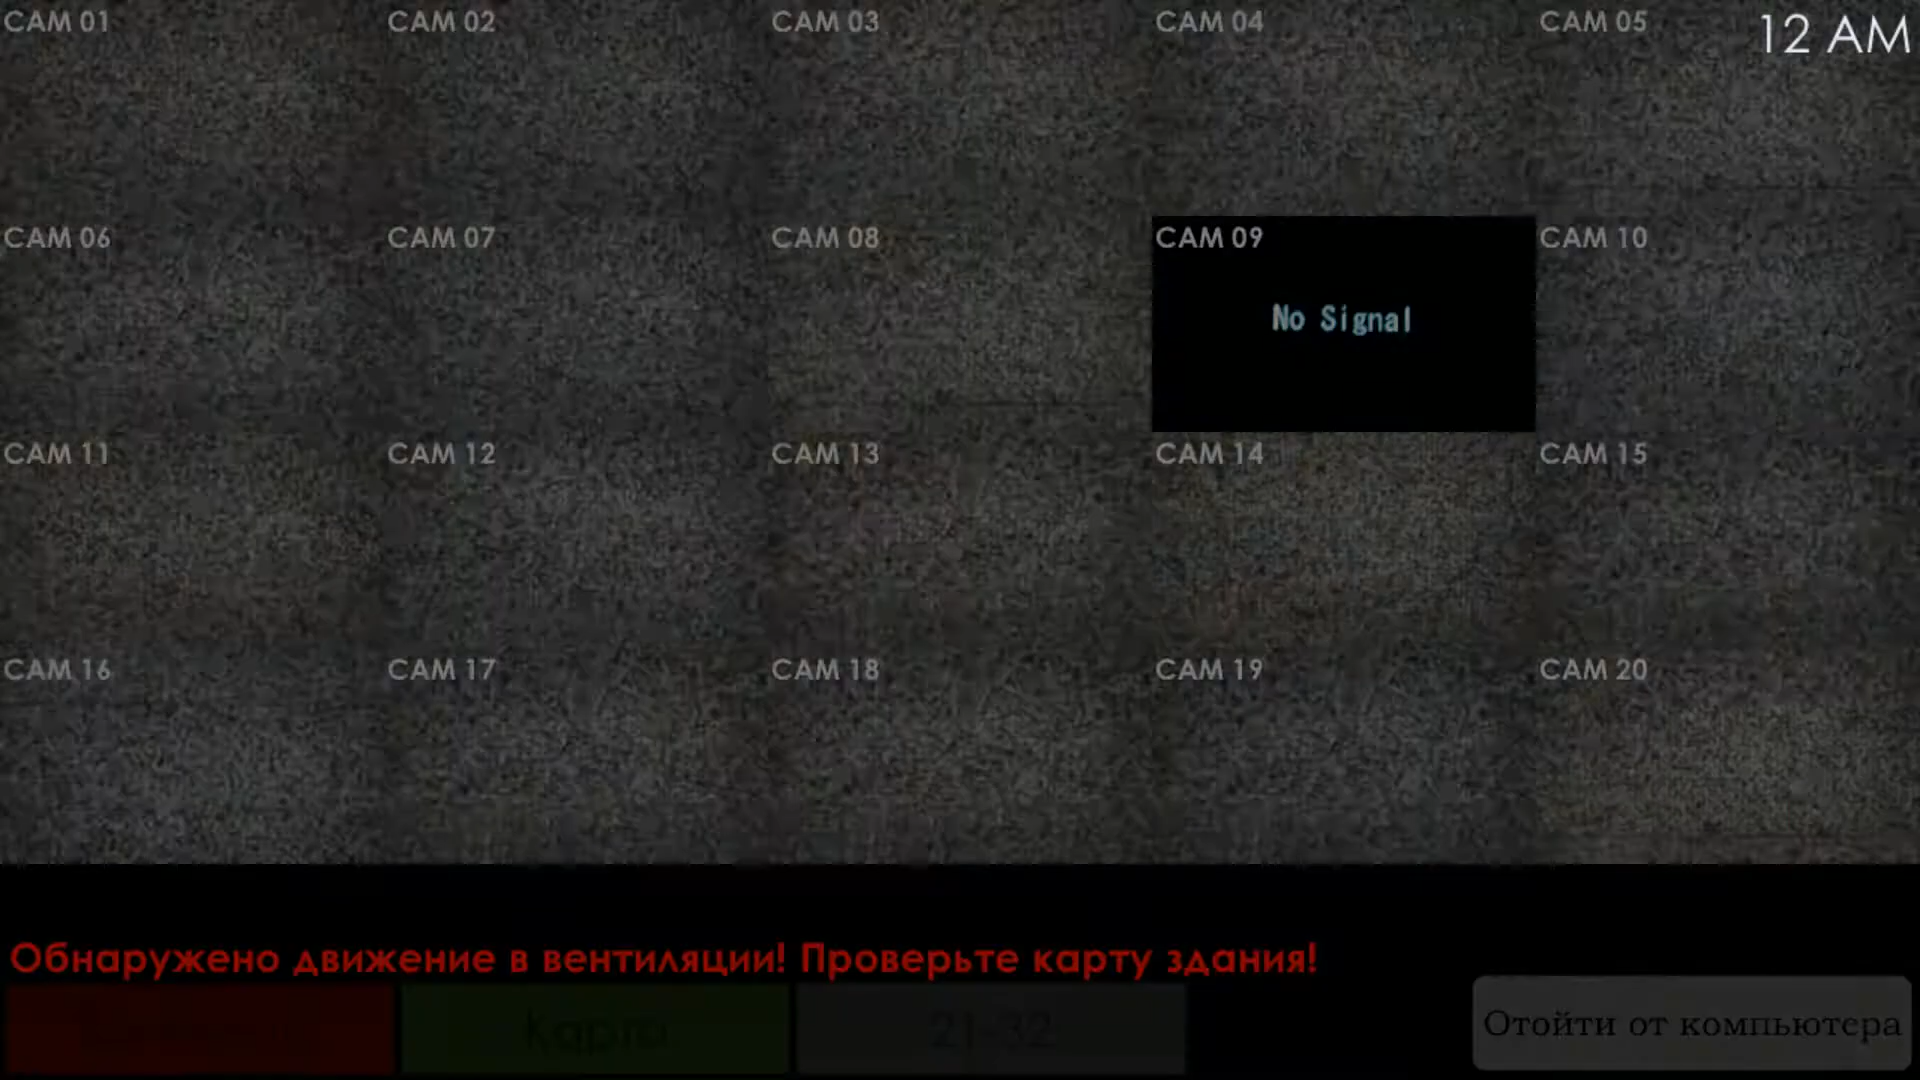 CAM 01
CAM 02
CAM 03
CAM 04
CAM 05
12 AM
CAM 06
CAM 07
CAM 08
CAM 09
No Signal
CAM 10
CAM 11
CAM 12
CAM 13
CAM 14
CAM 15
CAM 16
CAM 17
CAM 18
CAM 19
CAM 20
Обнаружено движение в вентиляции! Проверьте карту здания!
Карта
21-32
Отойти от компьютера